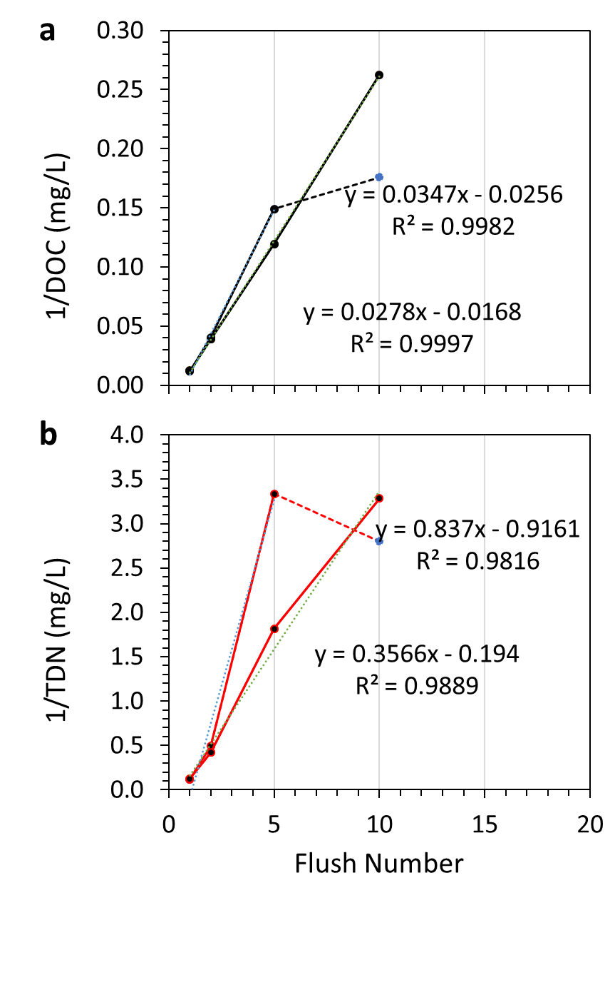 a
1/DOC (mg/L)
0.30
0.25
0.20
0.15
0.10
0.05
0.00
y = 0.0347x - 0.0256
R² = 0.9982
y = 0.0278x - 0.0168
R² = 0.9997
b
1/TDN (mg/L)
4.0
3.5
3.0
2.5
2.0
1.5
1.0
0.5
0.0
y = 0.837x - 0.9161
R² = 0.9816
y = 0.3566x - 0.194
R² = 0.9889
0 5 10 15 20
Flush Number